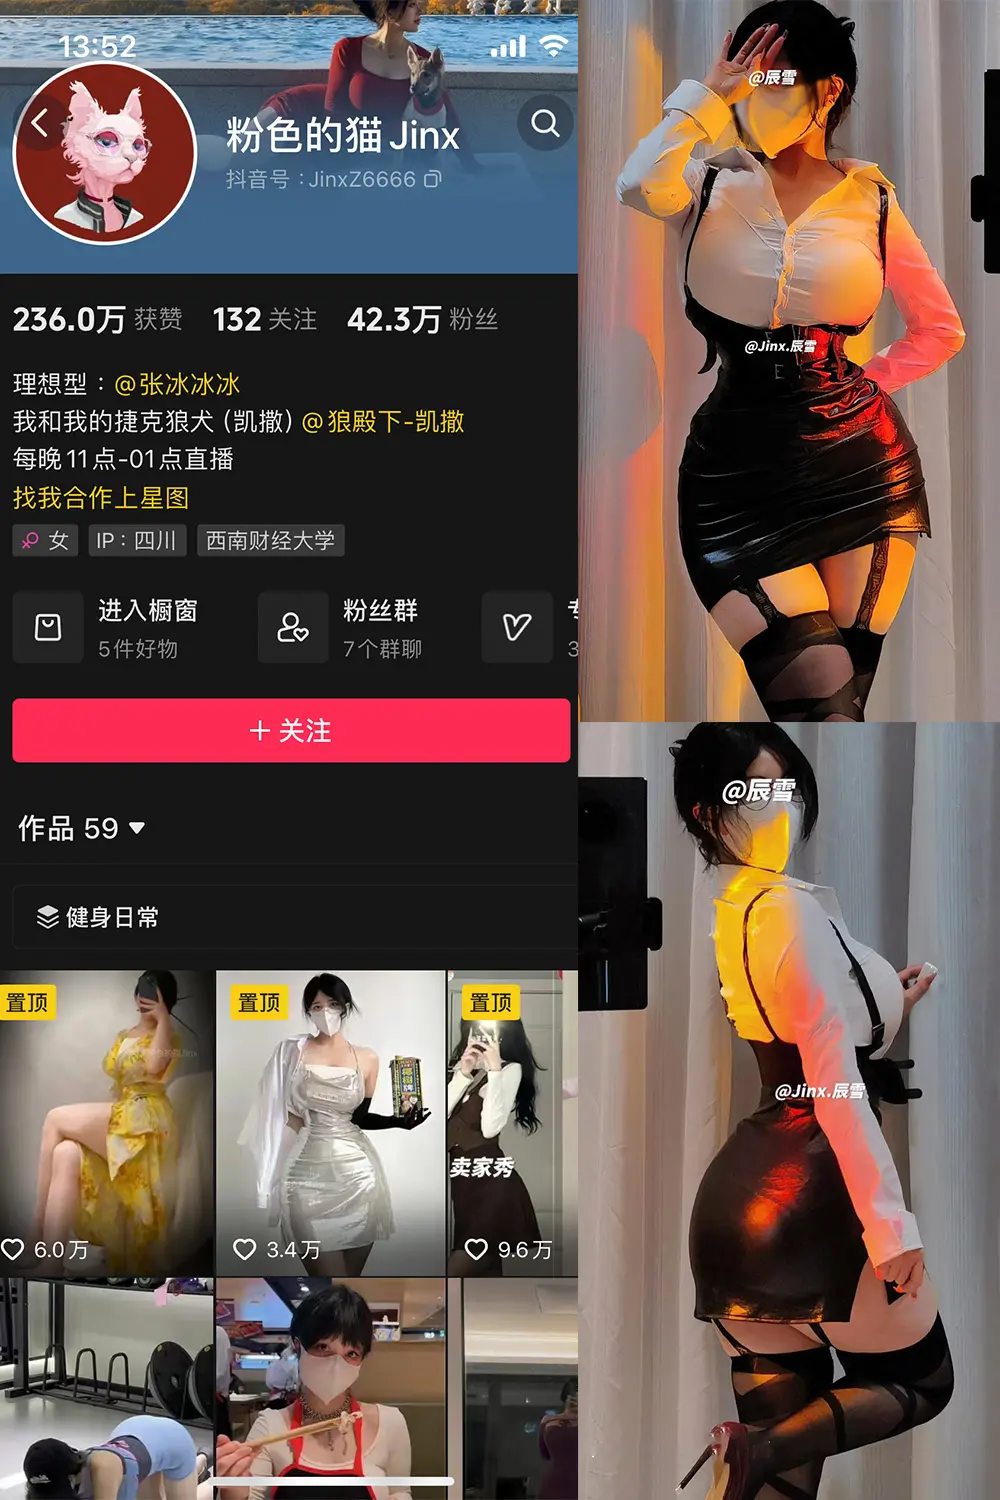 13:52
粉色的猫 Jinx
抖音号：JinxZ6666
236.0万 获赞 132 关注 42.3万 粉丝
理想型：@张冰冰冰
我和我的捷克狼犬 (凯撒) @狼殿下-凯撒
每晚11点-01点直播
找我合作上星图
女 IP：四川 西南财经大学
进入橱窗
5件好物
粉丝群
7个群聊
3
+ 关注
作品 59
健身日常
置顶
6.0万
置顶
3.4万
置顶
卖家秀
9.6万
@辰雪
@Jinx.辰雪
@辰雪
@Jinx.辰雪